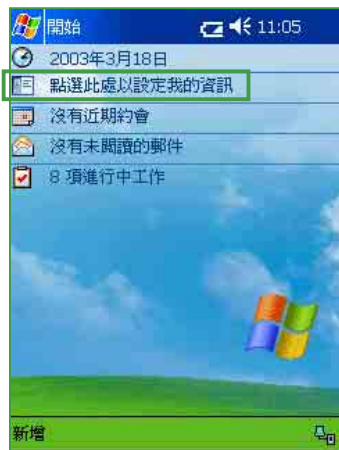 開始 11:05
2003年3月18日
點選此處以設定我的資訊
沒有近期約會
沒有未閱讀的郵件
8 項進行中工作
新增